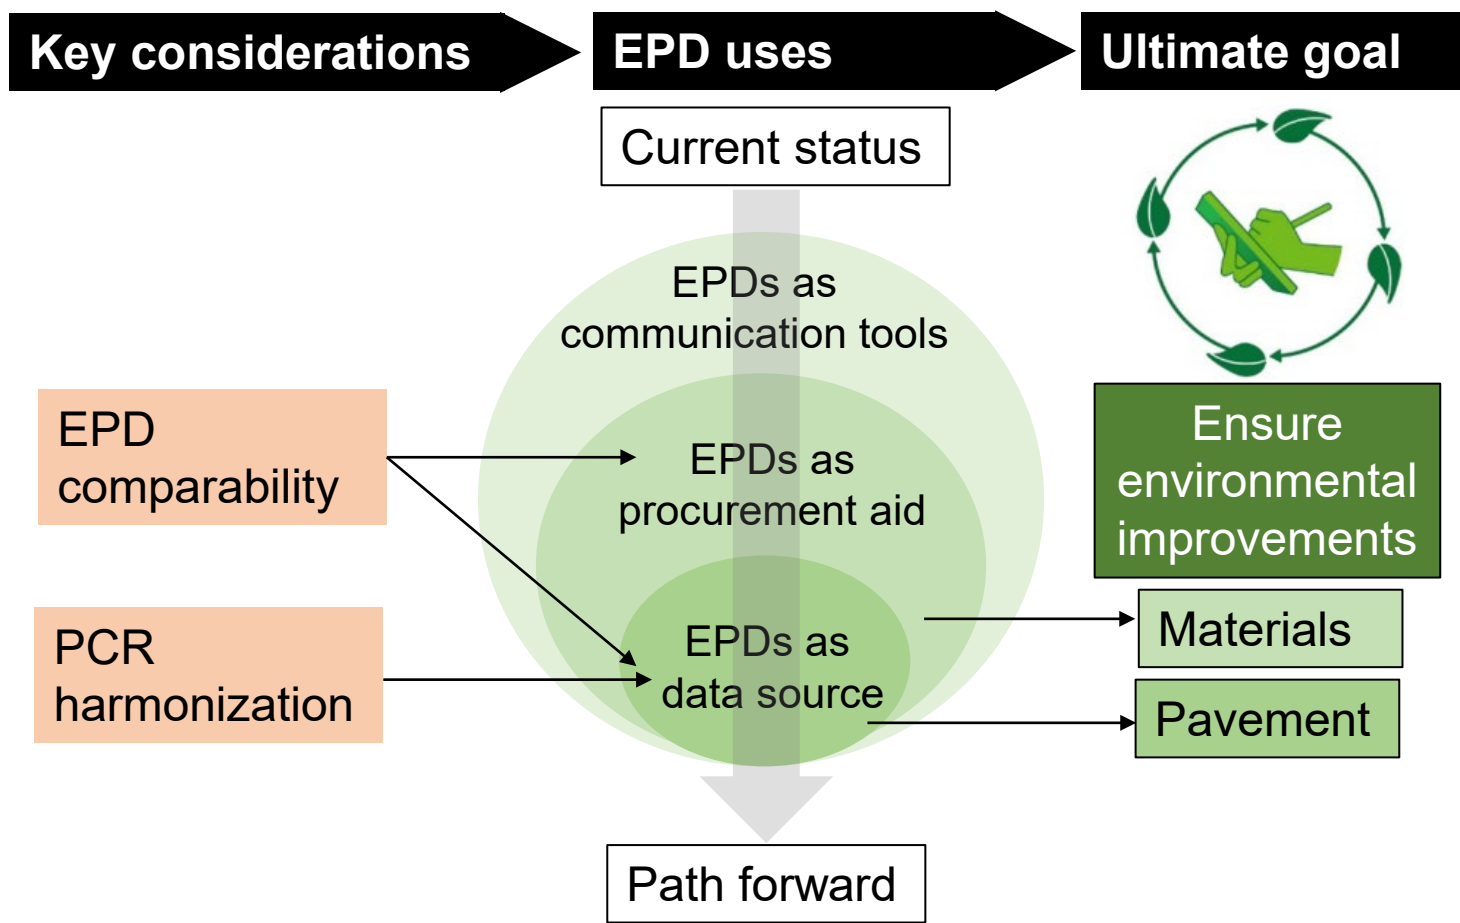 Key considerations
EPD uses
Ultimate goal
Current status
EPDs as
communication tools
EPD
comparability
EPDs as
procurement aid
Ensure
environmental
improvements
PCR
harmonization
EPDs as
data source
Materials
Pavement
Path forward